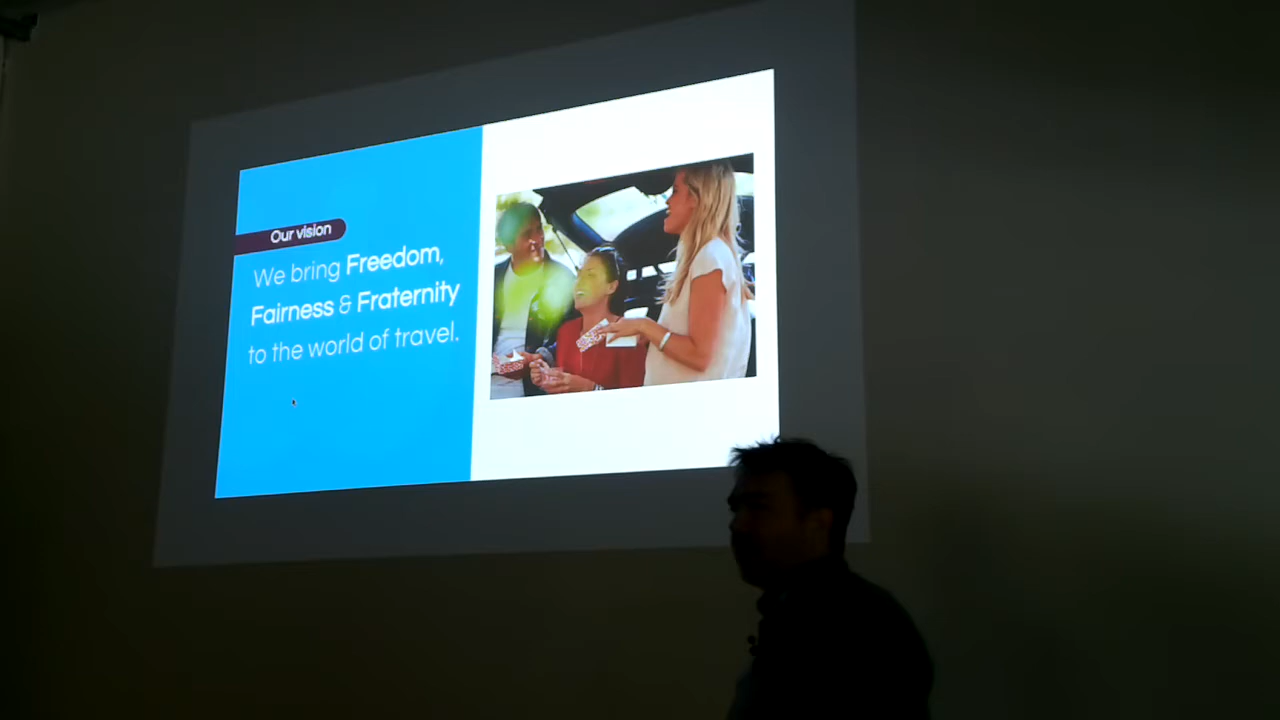 Our vision
We bring Freedom,
Fairness & Fraternity
to the world of travel.